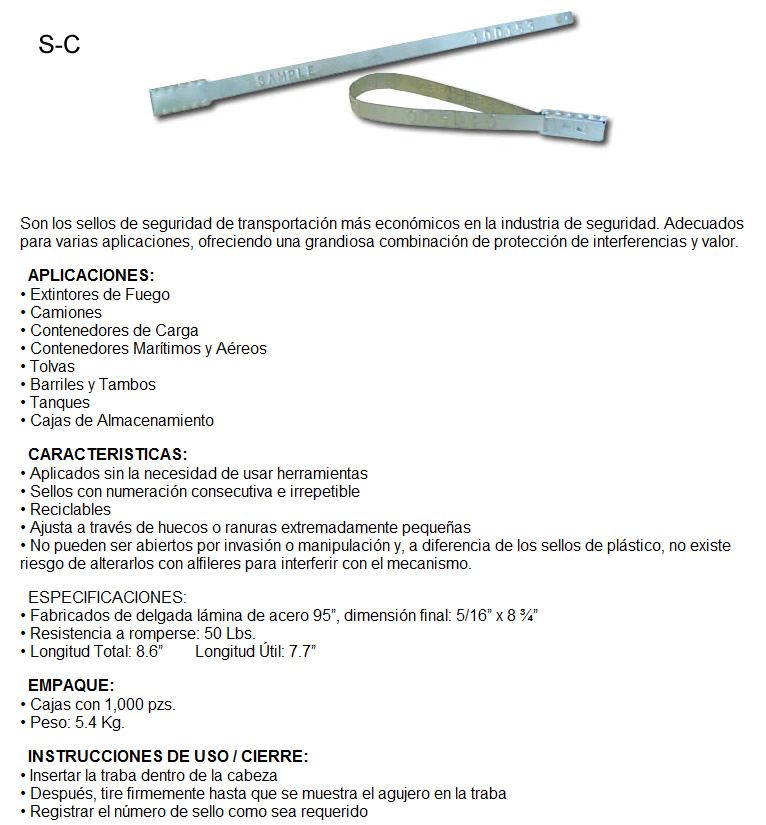 S-C
SAMPLE
100153
Son los sellos de seguridad de transportación más económicos en la industria de seguridad. Adecuados
para varias aplicaciones, ofreciendo una grandiosa combinación de protección de interferencias y valor.
APLICACIONES:
• Extintores de Fuego
• Camiones
• Contenedores de Carga
• Contenedores Marítimos y Aéreos
• Tolvas
• Barriles y Tambos
• Tanques
• Cajas de Almacenamiento
CARACTERISTICAS:
• Aplicados sin la necesidad de usar herramientas
• Sellos con numeración consecutiva e irrepetible
• Reciclables
• Ajusta a través de huecos o ranuras extremadamente pequeñas
• No pueden ser abiertos por invasión o manipulación y, a diferencia de los sellos de plástico, no existe
riesgo de alterarlos con alfileres para interferir con el mecanismo.
ESPECIFICACIONES:
• Fabricados de delgada lámina de acero 95”, dimensión final: 5/16” x 8 ¾”
• Resistencia a romperse: 50 Lbs.
• Longitud Total: 8.6” Longitud Útil: 7.7”
EMPAQUE:
• Cajas con 1,000 pzs.
• Peso: 5.4 Kg.
INSTRUCCIONES DE USO / CIERRE:
• Insertar la traba dentro de la cabeza
• Después, tire firmemente hasta que se muestra el agujero en la traba
• Registrar el número de sello como sea requerido